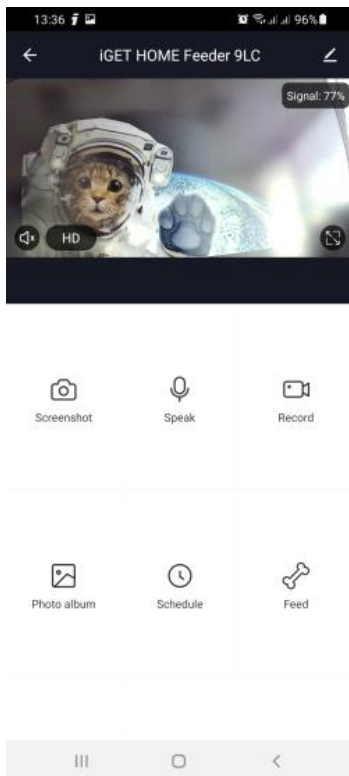 13:36
96%
iGET HOME Feeder 9LC
Signal: 77%
HD
Screenshot
Speak
Record
Photo album
Schedule
Feed